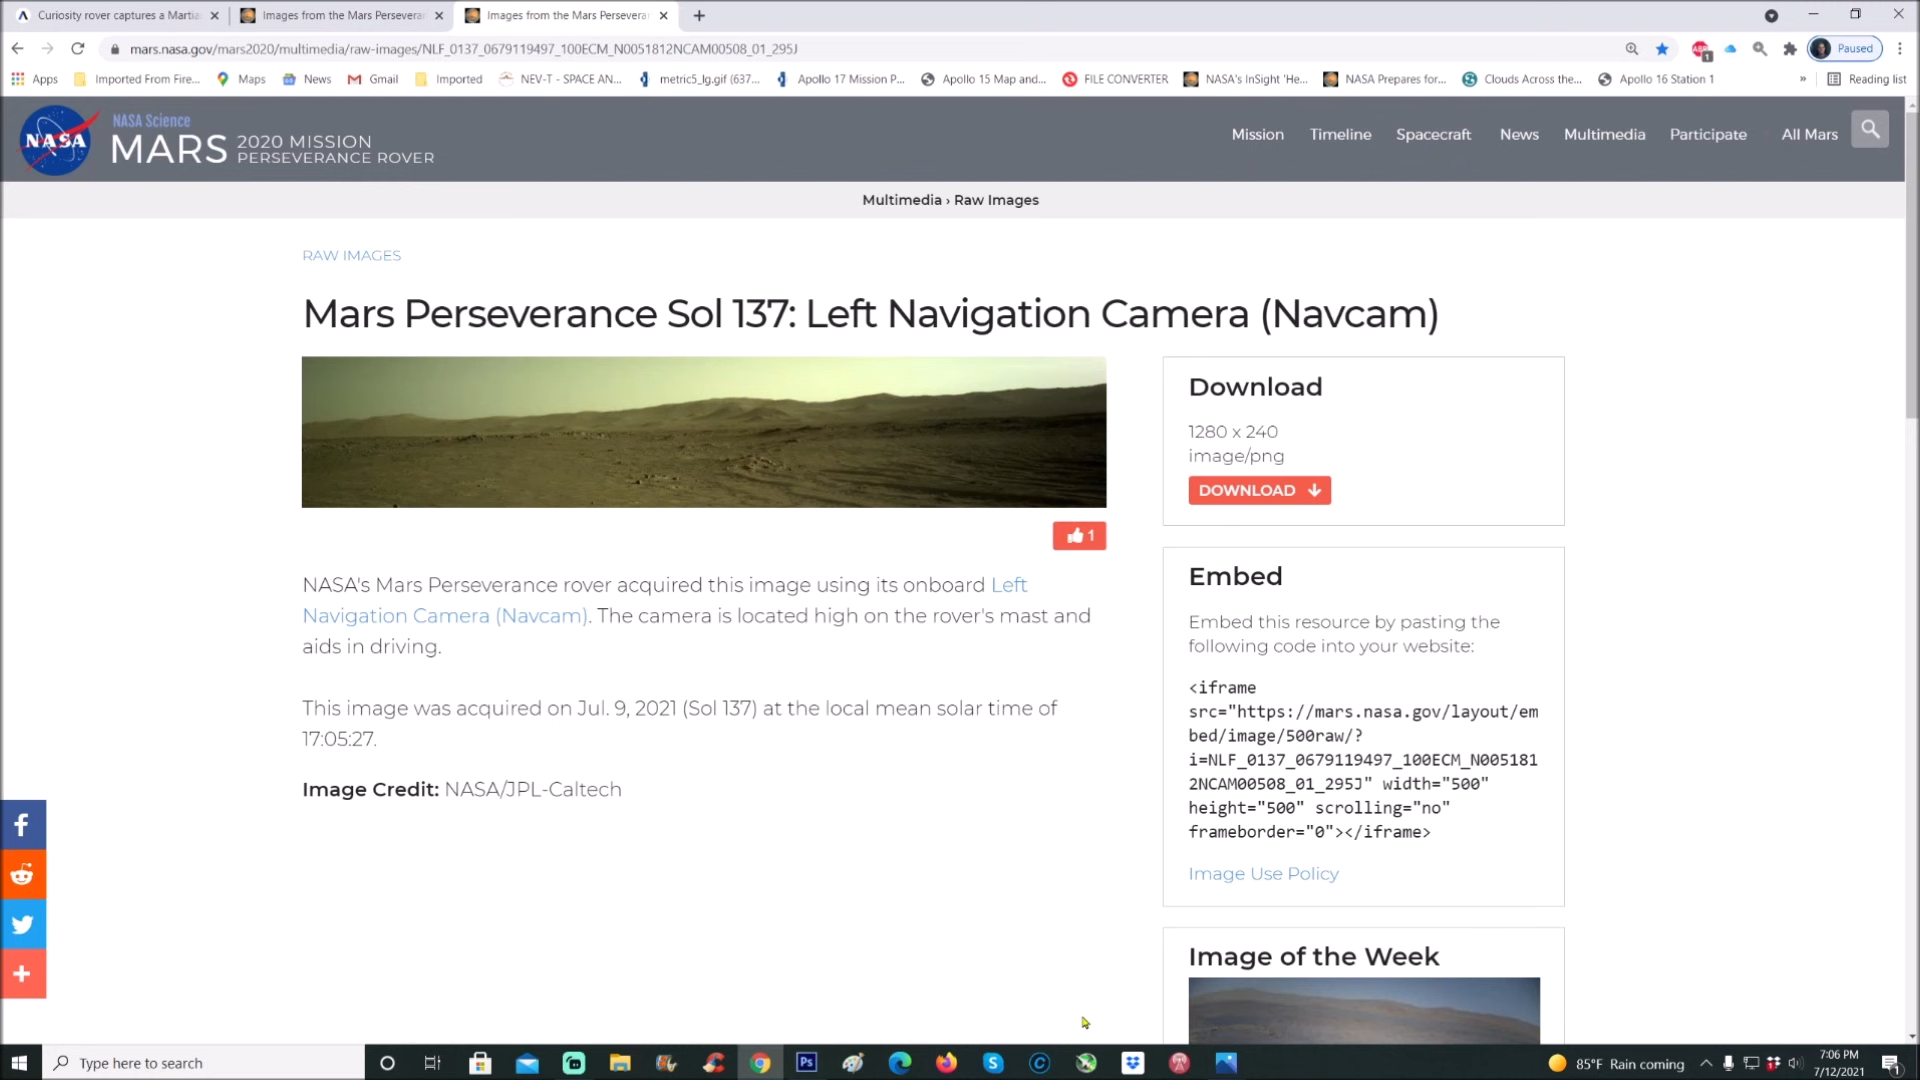 Curiosity rover captures a Martia
Images from the Mars Persevera
Images from the Mars Persevera
mars.nasa.gov/mars2020/multimedia/raw-images/NLF_0137_0679119497_100ECM_N0051812NCAM00508_01_295J
1
Paused
Apps
Imported From Fire...
Maps
News
Gmail
Imported
NEV-T - SPACE AN...
metric5_lg.gif (637...
Apollo 17 Mission P...
Apollo 15 Map and...
FILE CONVERTER
NASA's InSight 'He...
NASA Prepares for...
Clouds Across the...
Apollo 16 Station 1
»
Reading list
NASA
NASA Science
MARS
2020 MISSION
PERSEVERANCE ROVER
Mission
Timeline
Spacecraft
News
Multimedia
Participate
All Mars
Multimedia › Raw Images
RAW IMAGES
Mars Perseverance Sol 137: Left Navigation Camera (Navcam)
1
NASA's Mars Perseverance rover acquired this image using its onboard Left
Navigation Camera (Navcam). The camera is located high on the rover's mast and
aids in driving.
This image was acquired on Jul. 9, 2021 (Sol 137) at the local mean solar time of
17:05:27.
Image Credit: NASA/JPL-Caltech
Download
1280 x 240
image/png
DOWNLOAD
Embed
Embed this resource by pasting the
following code into your website:
<iframe
src="https://mars.nasa.gov/layout/em
bed/image/500raw/?
i=NLF_0137_0679119497_100ECM_N005181
2NCAM00508_01_295J" width="500"
height="500" scrolling="no"
frameborder="0"></iframe>
Image Use Policy
Image of the Week
Type here to search
Ps
85°F Rain coming
7:06 PM
7/12/2021
1